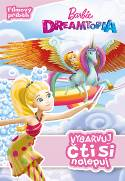 Filmový
příběh
Barbie
DREAMTOPIA
VYBARVUJ
ČTI SI
nalepuj